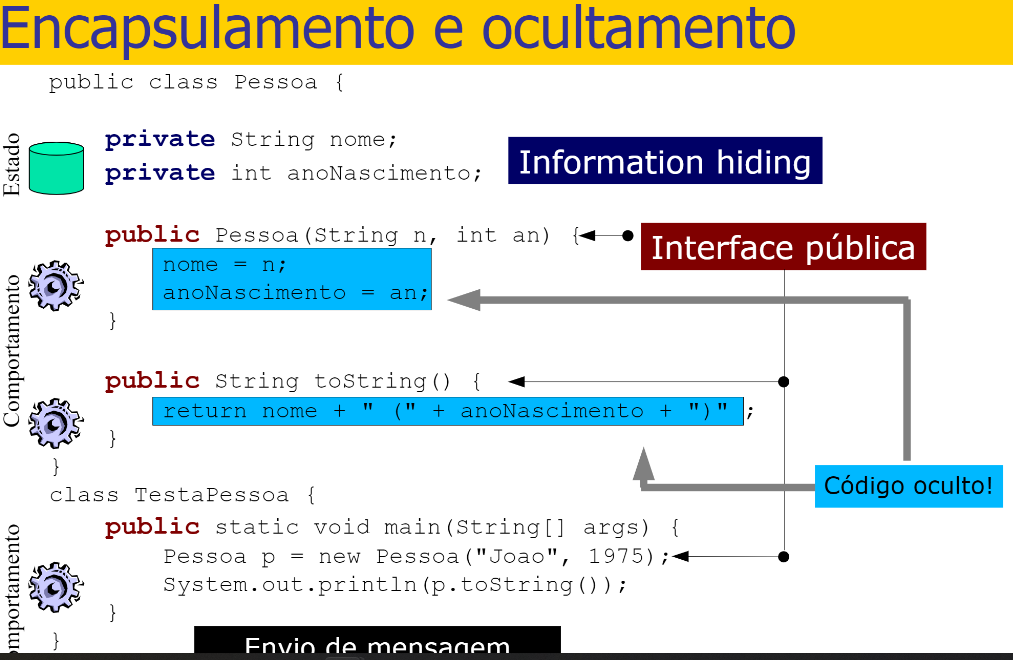 Encapsulamento e ocultamento
public class Pessoa {
Estado
private String nome;
private int anoNascimento;
Information hiding
Comportamento
public Pessoa(String n, int an) {
Interface pública
nome = n;
anoNascimento = an;
}
public String toString() {
return nome + " (" + anoNascimento + ")" ;
}
}
Código oculto!
class TestaPessoa {
omportamento
public static void main(String[] args) {
Pessoa p = new Pessoa("Joao", 1975);
System.out.println(p.toString());
}
}
Envio de mensagem